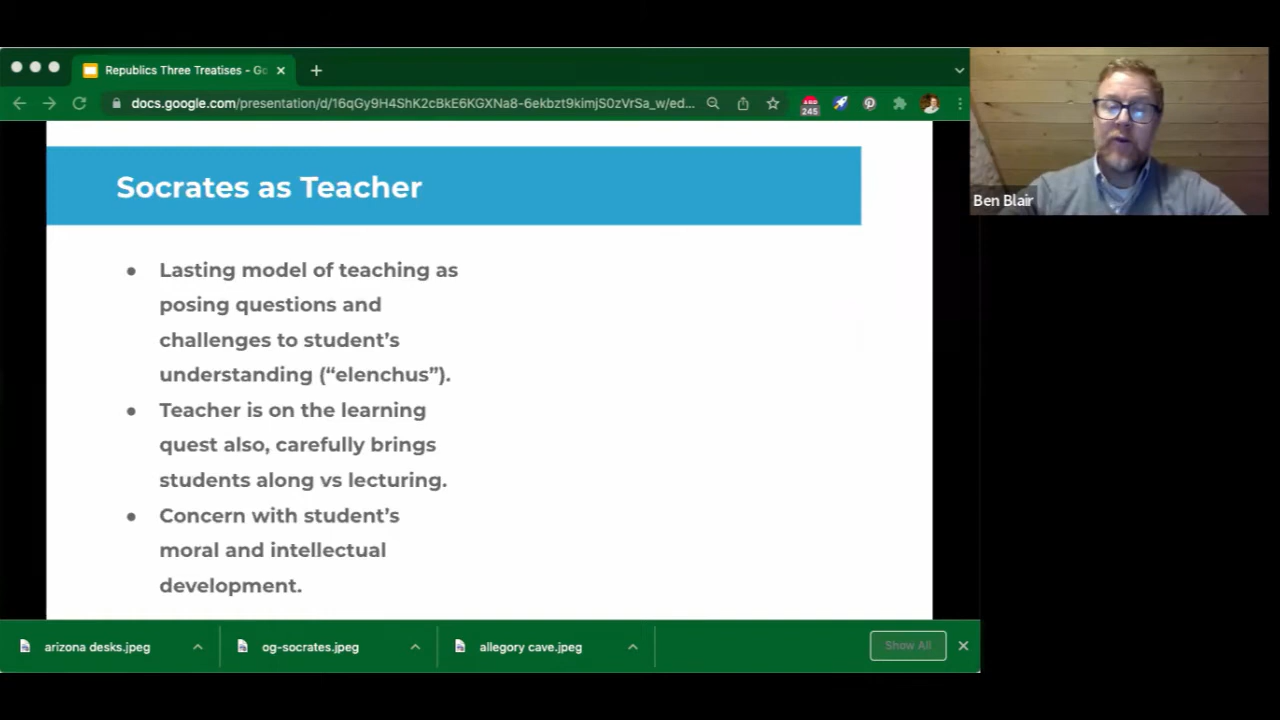 Republics Three Treatises - Go
docs.google.com/presentation/d/16qGy9H4ShK2cBkE6KGXNa8-6ekbzt9kimjS0zVrSa_w/ed...
245
Ben Blair
Socrates as Teacher
● Lasting model of teaching as
posing questions and
challenges to student’s
understanding (“elenchus”).
● Teacher is on the learning
quest also, carefully brings
students along vs lecturing.
● Concern with student’s
moral and intellectual
development.
arizona desks.jpeg
og-socrates.jpeg
allegory cave.jpeg
Show All